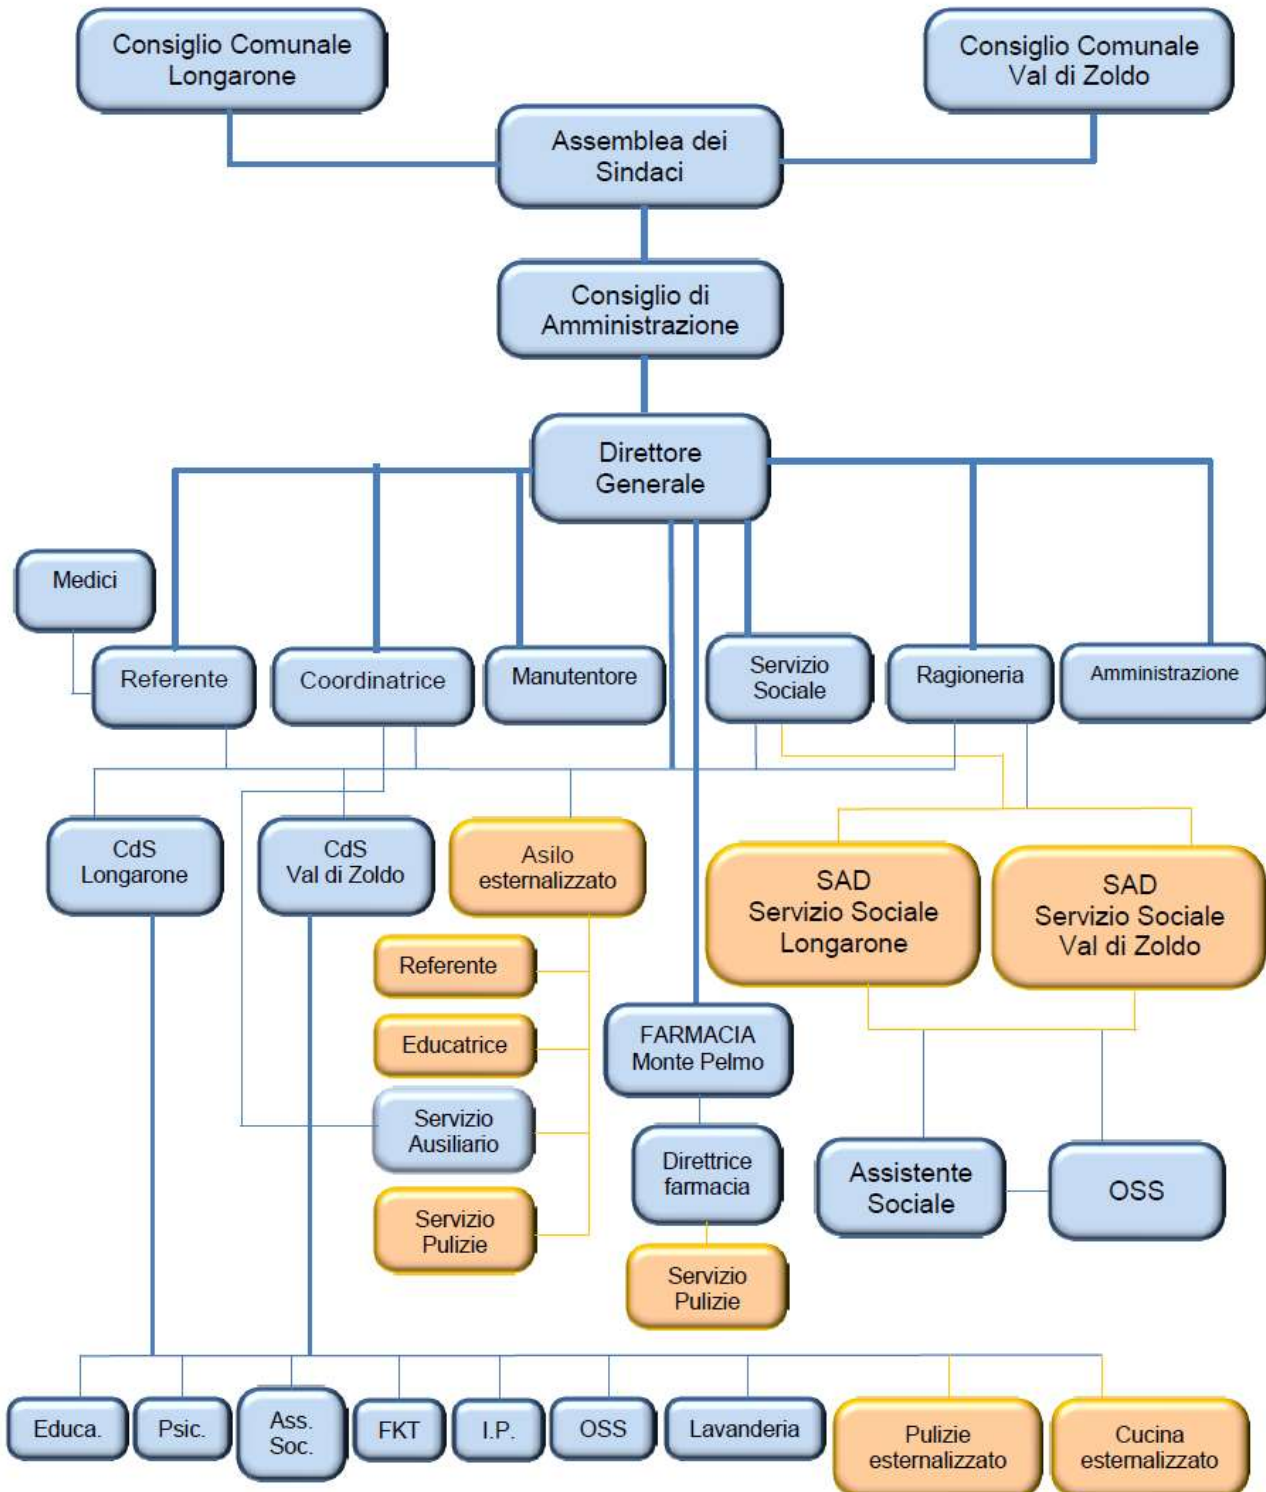 Consiglio Comunale
Longarone
Consiglio Comunale
Val di Zoldo
Assemblea dei
Sindaci
Consiglio di
Amministrazione
Direttore
Generale
Medici
Referente
Coordinatrice
Manutentore
Servizio
Sociale
Ragioneria
Amministrazione
CdS
Longarone
CdS
Val di Zoldo
Asilo
esternalizzato
SAD
Servizio Sociale
Longarone
SAD
Servizio Sociale
Val di Zoldo
Referente
Educatrice
Servizio
Ausiliario
Servizio
Pulizie
FARMACIA
Monte Pelmo
Direttrice
farmacia
Servizio
Pulizie
Assistente
Sociale
OSS
Educa.
Psic.
Ass.
Soc.
FKT
I.P.
OSS
Lavanderia
Pulizie
esternalizzato
Cucina
esternalizzato